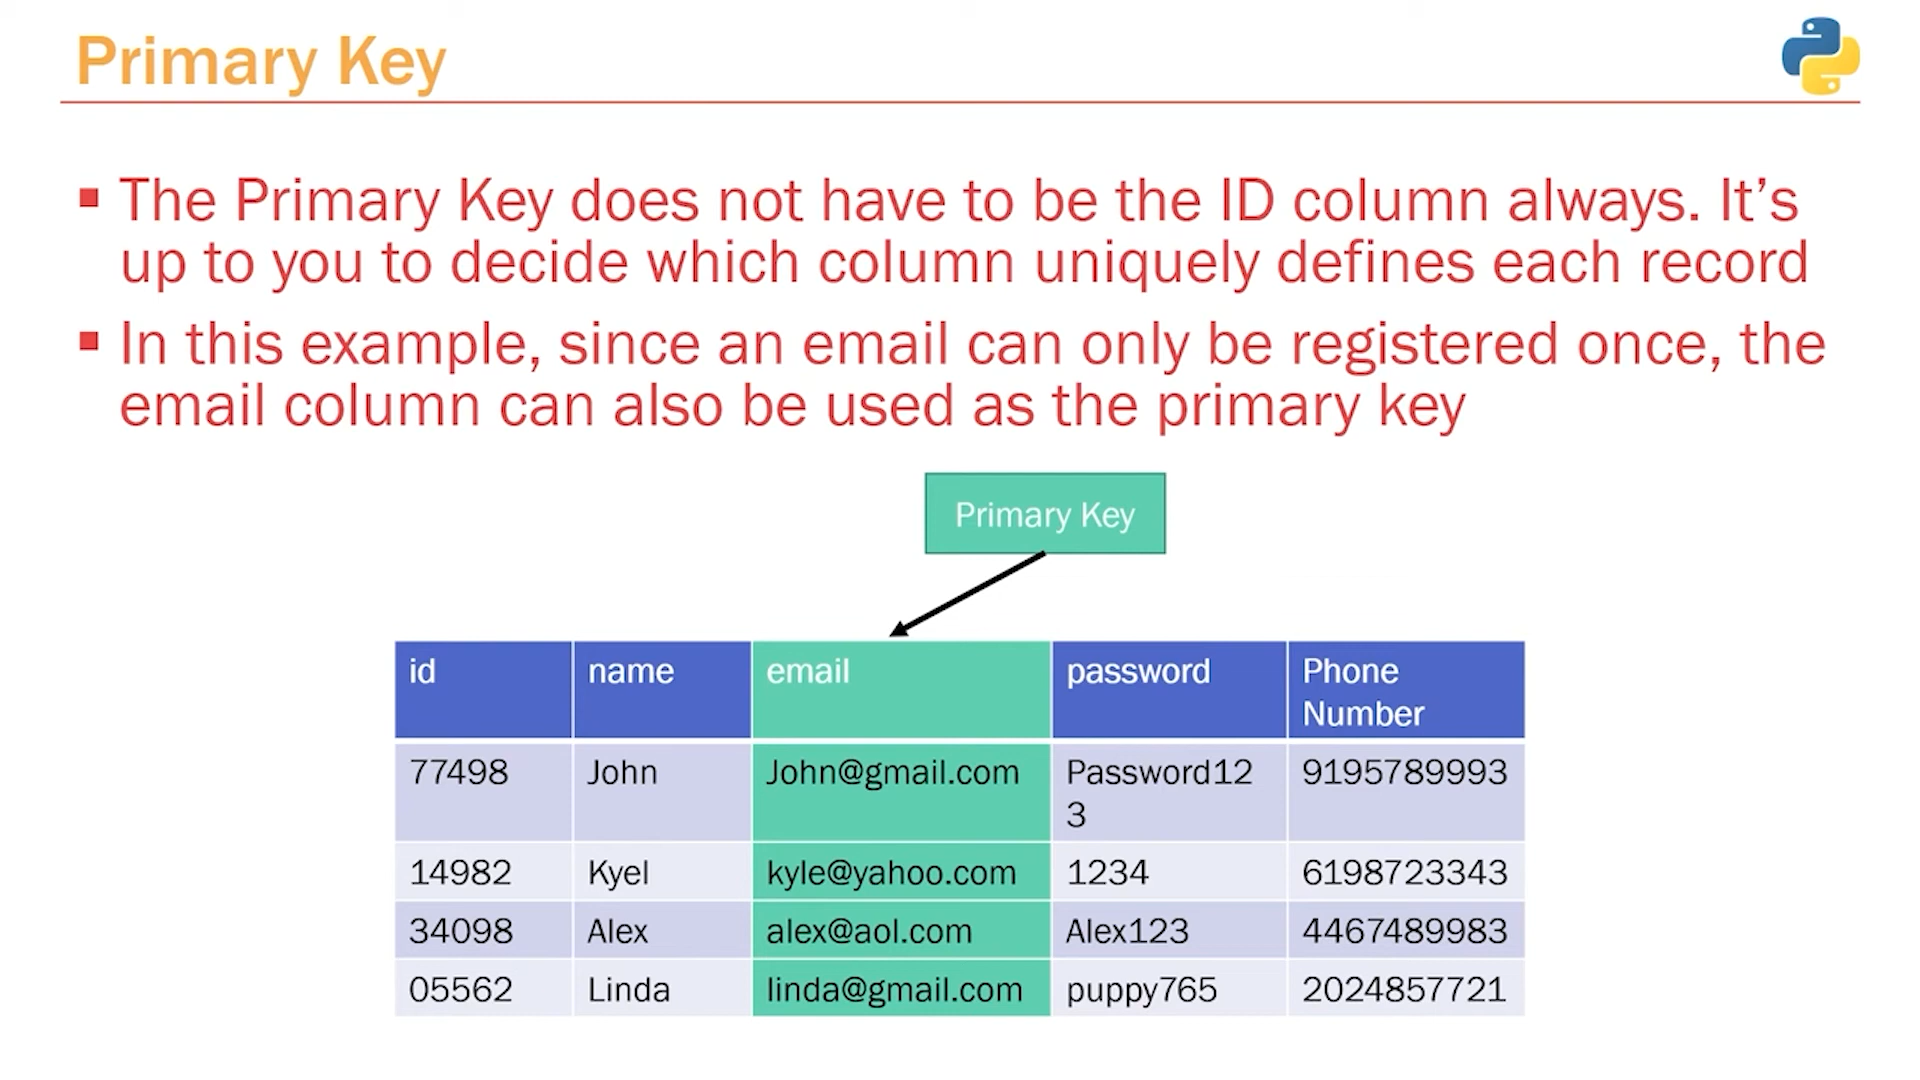 Primary Key
The Primary Key does not have to be the ID column always. It’s
up to you to decide which column uniquely defines each record
In this example, since an email can only be registered once, the
email column can also be used as the primary key
Primary Key
id name email password Phone
Number
77498 John John@gmail.com Password12 9195789993
3
14982 Kyel kyle@yahoo.com 1234 6198723343
34098 Alex alex@aol.com Alex123 4467489983
05562 Linda linda@gmail.com puppy765 2024857721